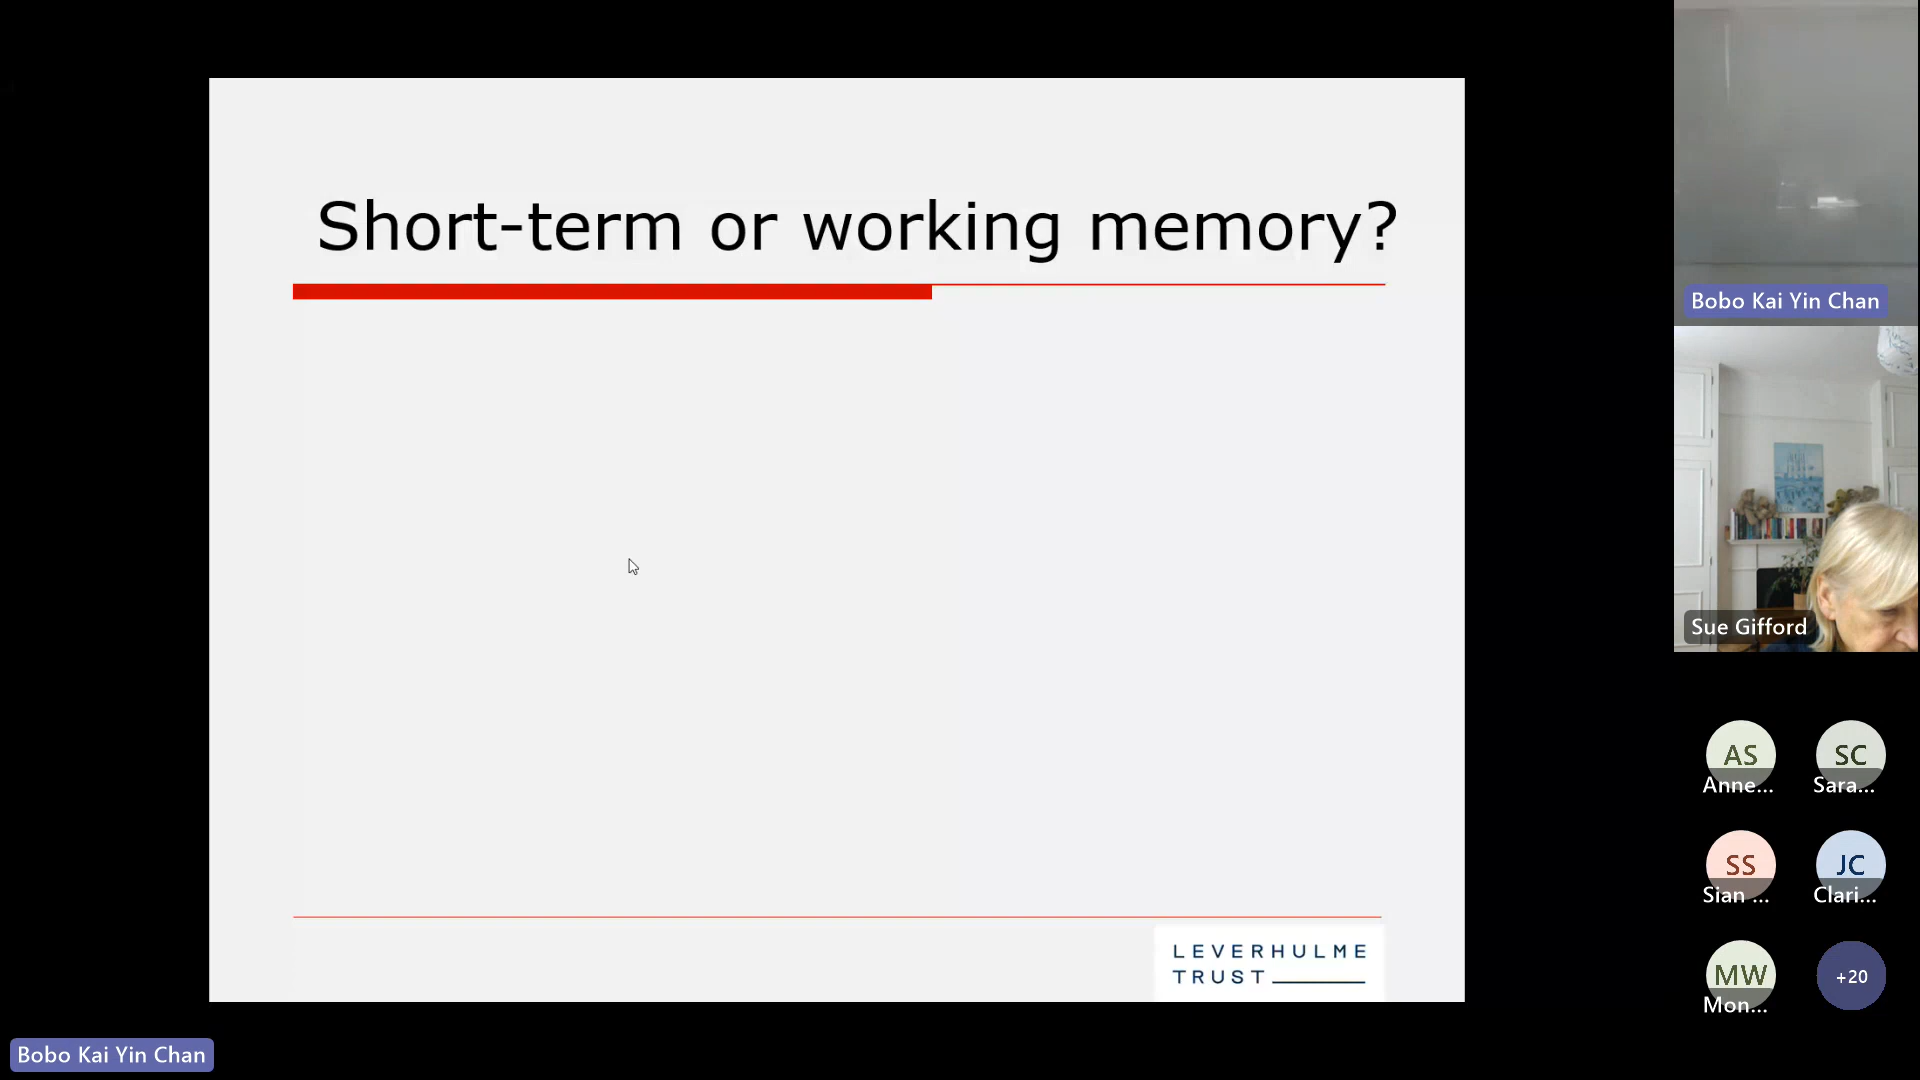 Short-term or working memory?
LEVERHULME
TRUST
Bobo Kai Yin Chan
Bobo Kai Yin Chan
Sue Gifford
AS
Anne...
SC
Sara...
SS
Sian ...
JC
Clari...
MW
Mon...
+20